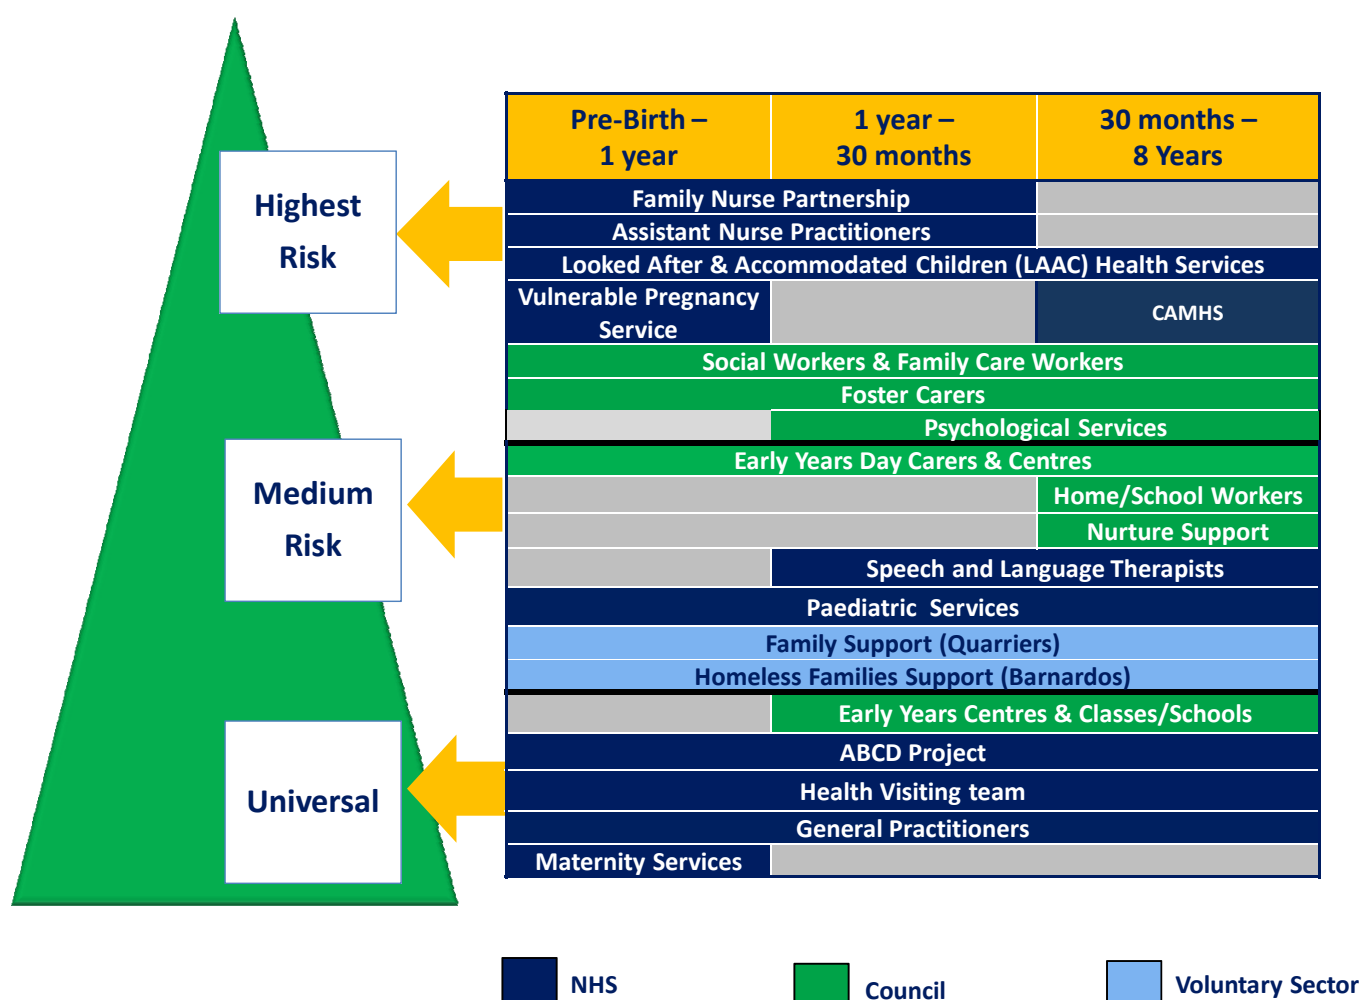 Pre-Birth –
1 year
1 year –
30 months
30 months –
8 Years
Highest
Risk
Family Nurse Partnership
Assistant Nurse Practitioners
Looked After & Accommodated Children (LAAC) Health Services
Vulnerable Pregnancy
Service
CAMHS
Social Workers & Family Care Workers
Foster Carers
Psychological Services
Medium
Risk
Early Years Day Carers & Centres
Home/School Workers
Nurture Support
Speech and Language Therapists
Paediatric Services
Family Support (Quarriers)
Homeless Families Support (Barnardos)
Universal
Early Years Centres & Classes/Schools
ABCD Project
Health Visiting team
General Practitioners
Maternity Services
NHS
Council
Voluntary Sector